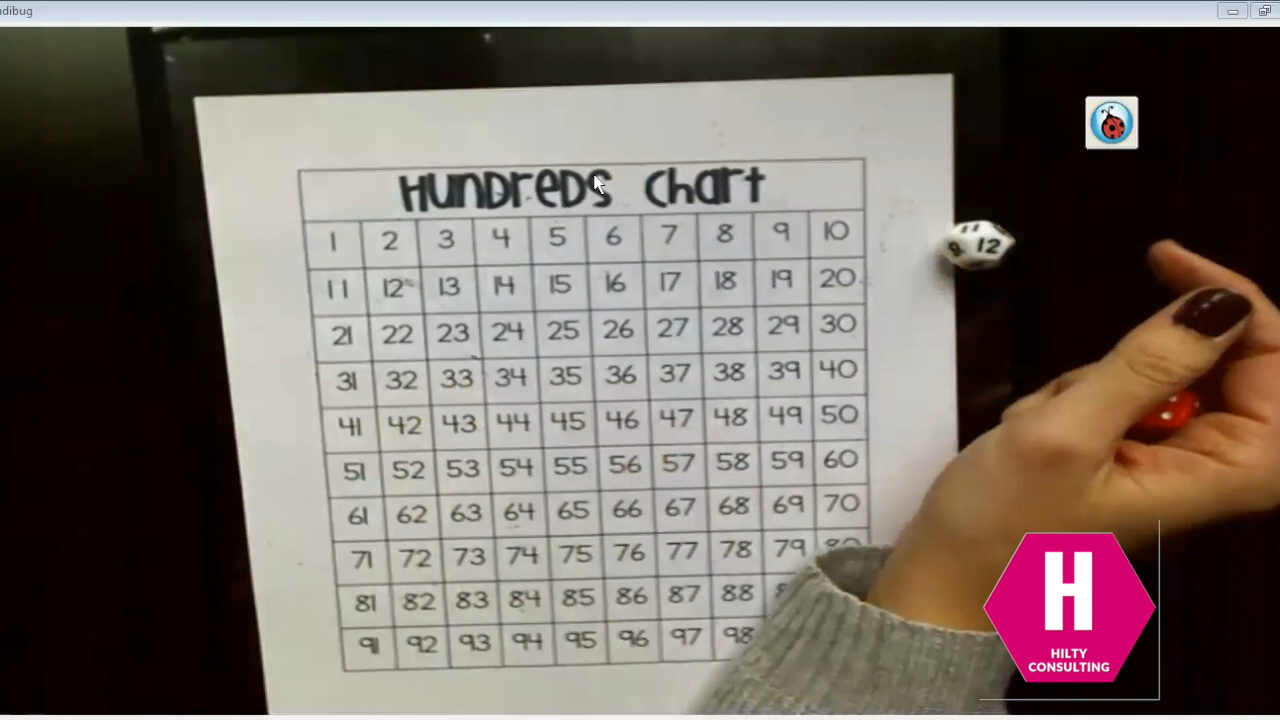 ndibug
HUNDREDS CHART
1 2 3 4 5 6 7 8 9 10
11 12 13 14 15 16 17 18 19 20
21 22 23 24 25 26 27 28 29 30
31 32 33 34 35 36 37 38 39 40
41 42 43 44 45 46 47 48 49 50
51 52 53 54 55 56 57 58 59 60
61 62 63 64 65 66 67 68 69 70
71 72 73 74 75 76 77 78 79 80
81 82 83 84 85 86 87 88
91 92 93 94 95 96 97 98
11
9 12
H
HILTY
CONSULTING